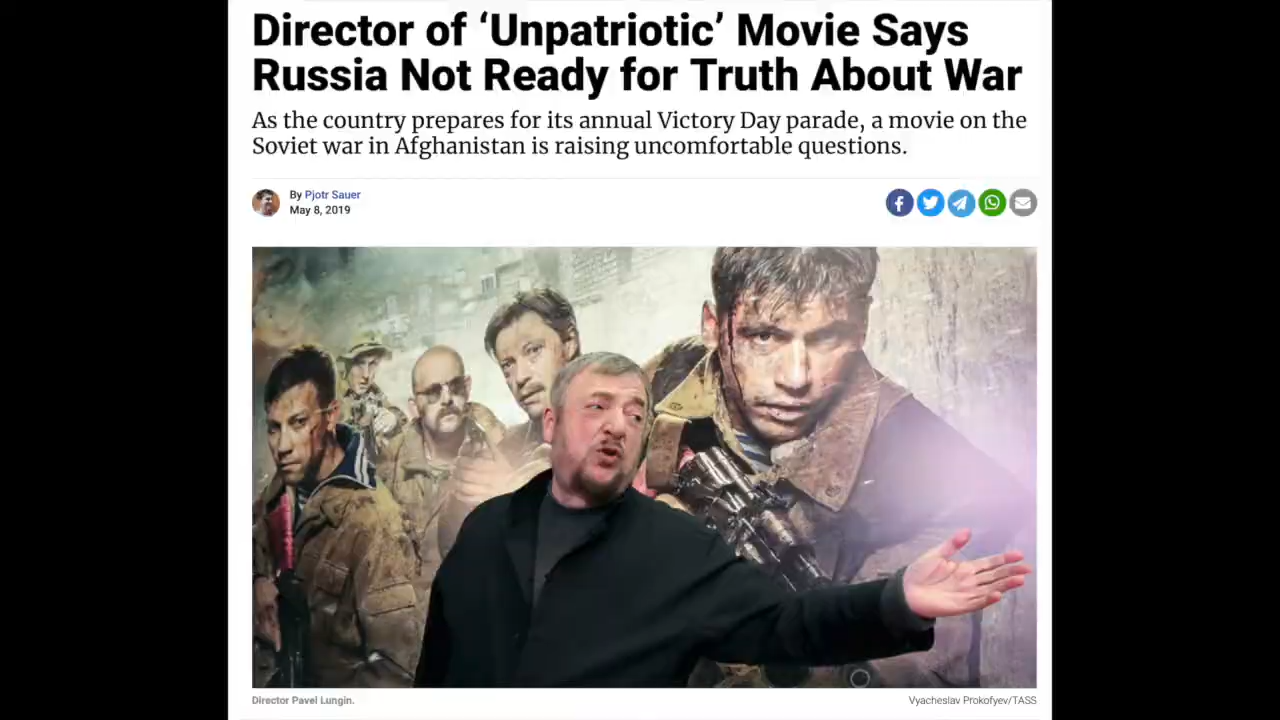 Director of ‘Unpatriotic’ Movie Says
Russia Not Ready for Truth About War
As the country prepares for its annual Victory Day parade, a movie on the
Soviet war in Afghanistan is raising uncomfortable questions.
By Pjotr Sauer
May 8, 2019
Director Pavel Lungin.
Vyacheslav Prokofyev/TASS